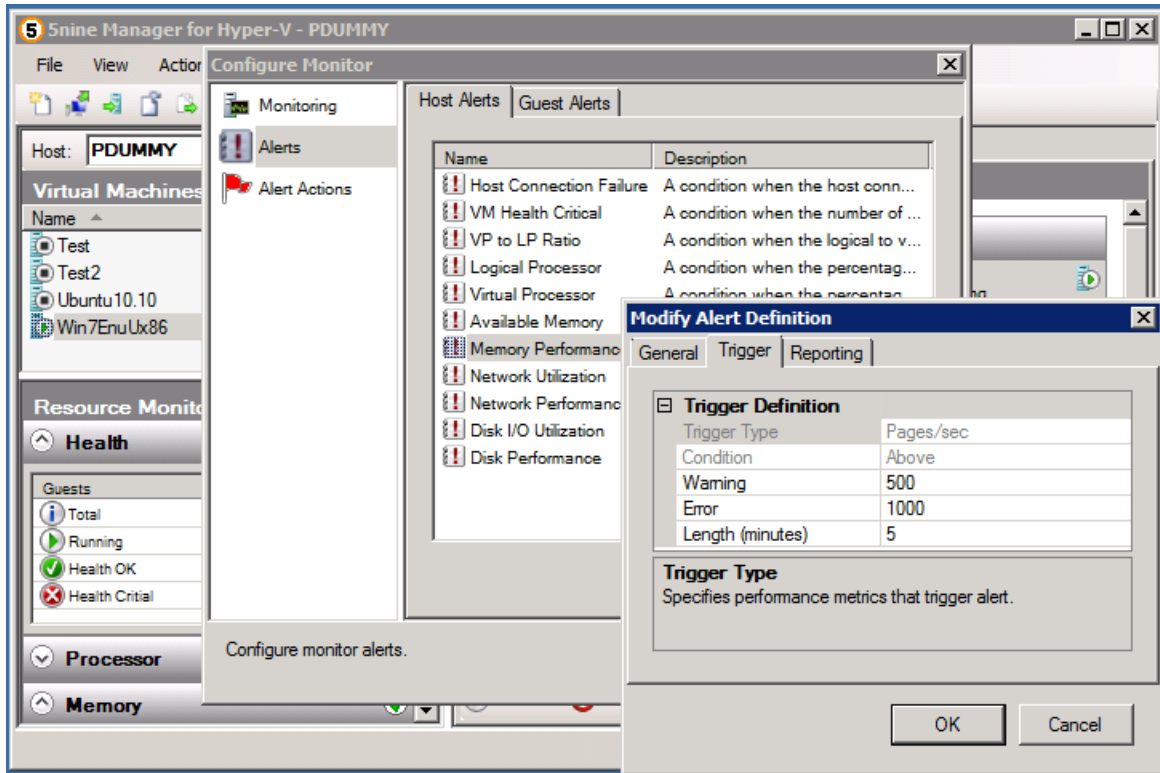 5nine Manager for Hyper-V - PDUMMY
File View Action
Configure Monitor
Host: PDUMMY
Virtual Machines
Name
Test
Test2
Ubuntu10.10
Win7EnuUx86
Resource Monito
Health
Guests
Total
Running
Health OK
Health Critial
Processor
Memory
Monitoring
Alerts
Alert Actions
Configure monitor alerts.
Host Alerts Guest Alerts
Name Description
Host Connection Failure A condition when the host conn...
VM Health Critical A condition when the number of ...
VP to LP Ratio A condition when the logical to v...
Logical Processor A condition when the percentag...
Virtual Processor A condition when the percentag
Available Memory
Memory Performanc
Network Utilization
Network Performanc
Disk I/O Utilization
Disk Performance
Modify Alert Definition
General Trigger Reporting
Trigger Definition
Trigger Type Pages/sec
Condition Above
Warning 500
Error 1000
Length (minutes) 5
Trigger Type
Specifies performance metrics that trigger alert.
OK Cancel